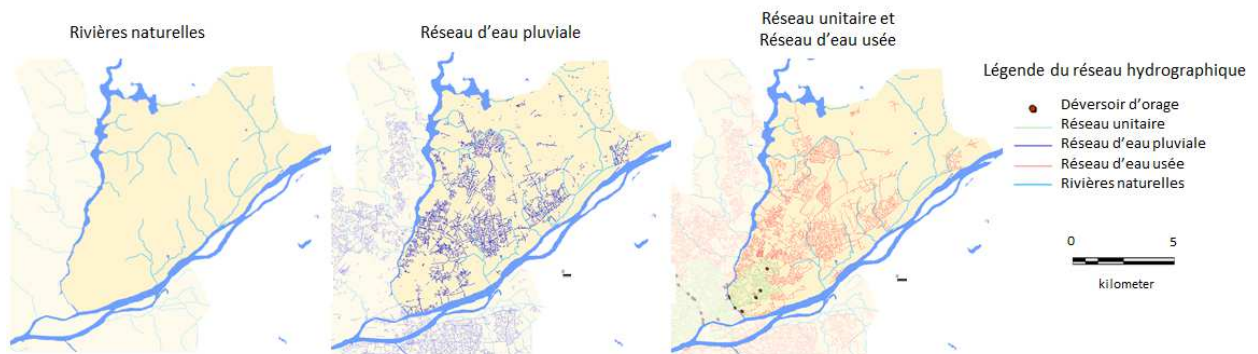 Rivières naturelles
Réseau d'eau pluviale
Réseau unitaire et
Réseau d'eau usée
Légende du réseau hydrographique
Déversoir d'orage
Réseau unitaire
Réseau d'eau pluviale
Réseau d'eau usée
Rivières naturelles
0 5
kilometer